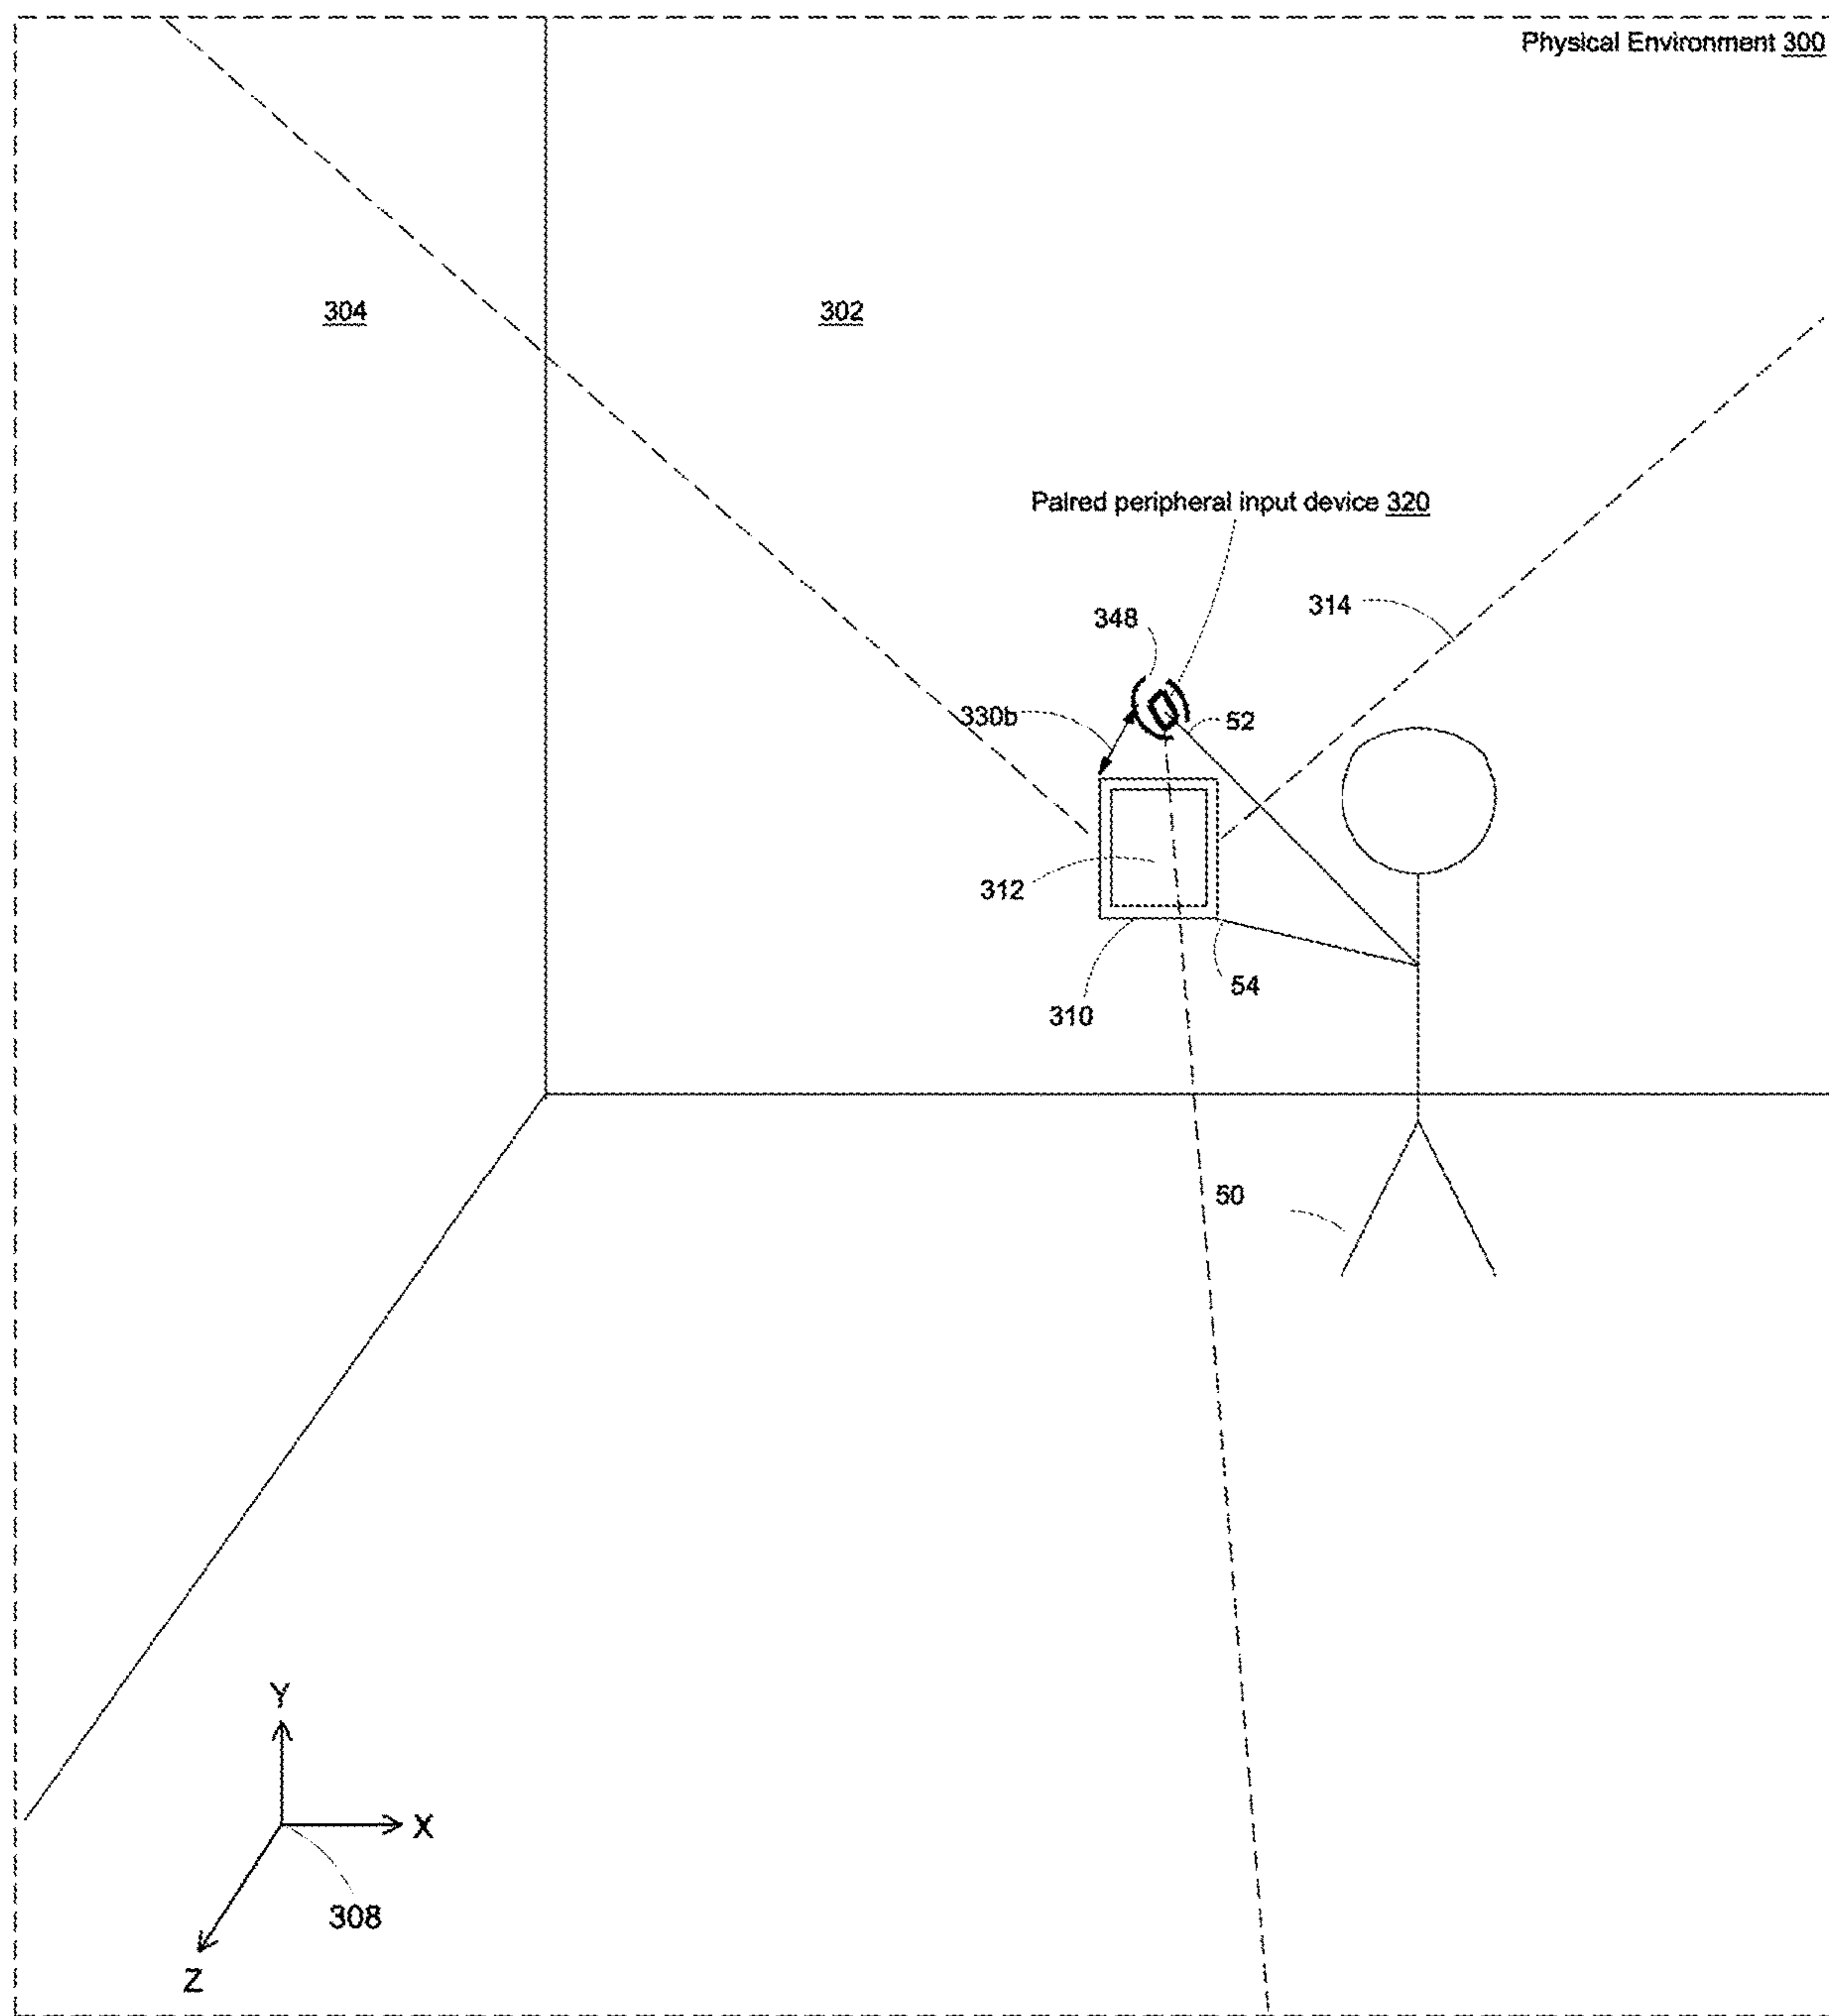 Physical Environment 300
304
302
Paired peripheral input device 320
314
348
330b
52
312
54
310
50
Y
X
308
Z